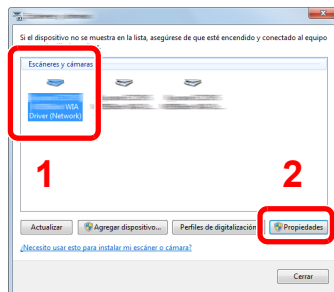 Si el dispositivo no se muestra en la lista, asegúrese de que esté encendido y conectado al equipo
Escáneres y cámaras
WIA
Driver (Network)
1
2
Actualizar
Agregar dispositivo...
Perfiles de digitalización
Propiedades
¿Necesito usar esto para instalar mi escáner o cámara?
Cerrar